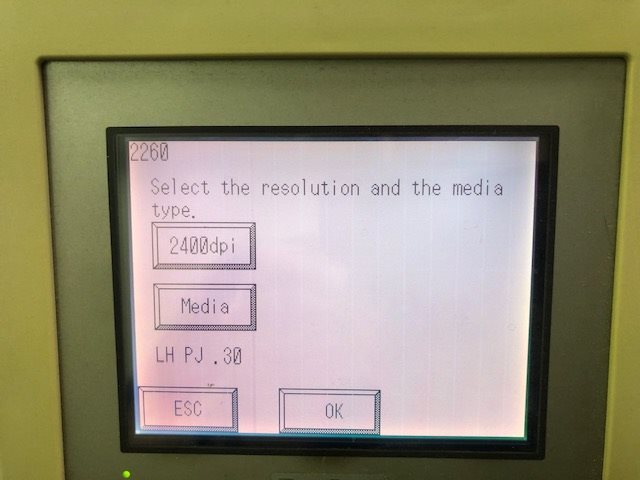 2260
Select the resolution and the media
type.
2400dpi
Media
LH PJ .30
ESC
OK